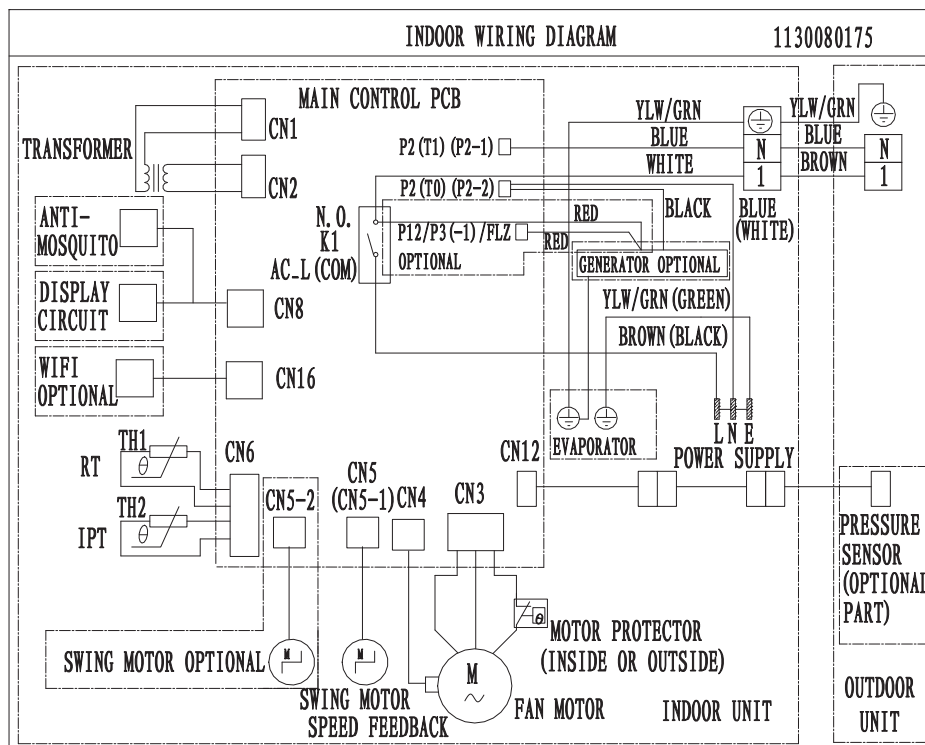 INDOOR WIRING DIAGRAM
1130080175
MAIN CONTROL PCB
TRANSFORMER
CN1
CN2
P2(T1)(P2-1)
P2(T0)(P2-2)
YLW/GRN
BLUE
WHITE
N
1
YLW/GRN
BLUE
BROWN
N
1
ANTI-
MOSQUITO
N.O.
K1
AC-L(COM)
RED
P12/P3(-1)/FLZ
OPTIONAL
RED
BLACK
BLUE
(WHITE)
GENERATOR OPTIONAL
DISPLAY
CIRCUIT
CN8
YLW/GRN(GREEN)
BROWN(BLACK)
WIFI
OPTIONAL
CN16
EVAPORATOR
L N E
POWER SUPPLY
TH1
θ
RT
TH2
θ
IPT
CN6
CN5-2
CN5
(CN5-1)
CN4
CN3
CN12
PRESSURE
SENSOR
(OPTIONAL
PART)
θ
MOTOR PROTECTOR
(INSIDE OR OUTSIDE)
SWING MOTOR OPTIONAL
M
M
SWING MOTOR
SPEED FEEDBACK
M
FAN MOTOR
INDOOR UNIT
OUTDOOR
UNIT